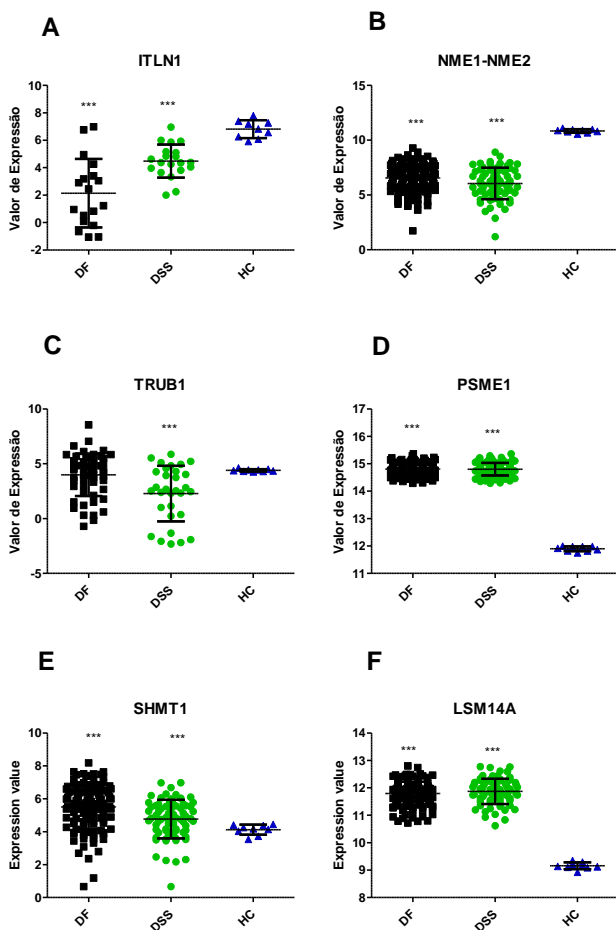 A
ITLN1
Valor de Expressão
10
8
6
4
2
0
-2
***
***
DF
DSS
HC
B
NME1-NME2
Valor de Expressão
15
10
5
0
***
***
DF
DSS
HC
C
TRUB1
Valor de Expressão
10
5
0
-5
***
DF
DSS
HC
D
PSME1
Valor de Expressão
17
16
15
14
13
12
11
***
***
DF
DSS
HC
E
SHMT1
Expression value
10
8
6
4
2
0
***
***
DF
DSS
HC
F
LSM14A
Expression value
14
13
12
11
10
9
8
***
***
DF
DSS
HC